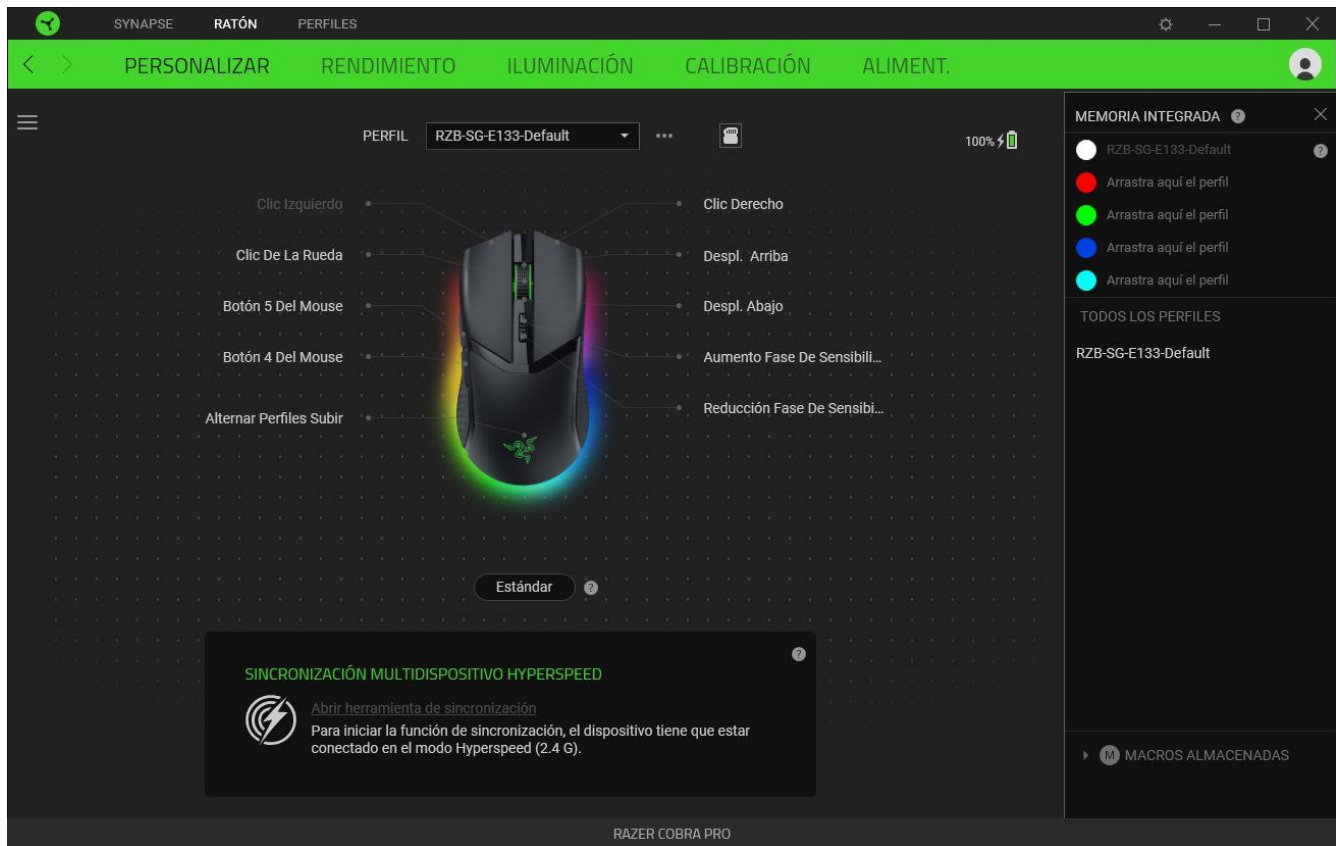 SYNAPSE RATÓN PERFILES
PERSONALIZAR RENDIMIENTO ILUMINACIÓN CALIBRACIÓN ALIMENT.
PERFIL RZB-SG-E133-Default
100%
Clic Izquierdo
Clic De La Rueda
Botón 5 Del Mouse
Botón 4 Del Mouse
Alternar Perfiles Subir
Clic Derecho
Despl. Arriba
Despl. Abajo
Aumento Fase De Sensibili...
Reducción Fase De Sensibi...
Estándar ?
SINCRONIZACIÓN MULTIDISPOSITIVO HYPERSPEED ?
Abrir herramienta de sincronización
Para iniciar la función de sincronización, el dispositivo tiene que estar
conectado en el modo Hyperspeed (2.4 G).
MEMORIA INTEGRADA ?
RZB-SG-E133-Default ?
Arrastra aquí el perfil
Arrastra aquí el perfil
Arrastra aquí el perfil
Arrastra aquí el perfil
TODOS LOS PERFILES
RZB-SG-E133-Default
M MACROS ALMACENADAS
RAZER COBRA PRO